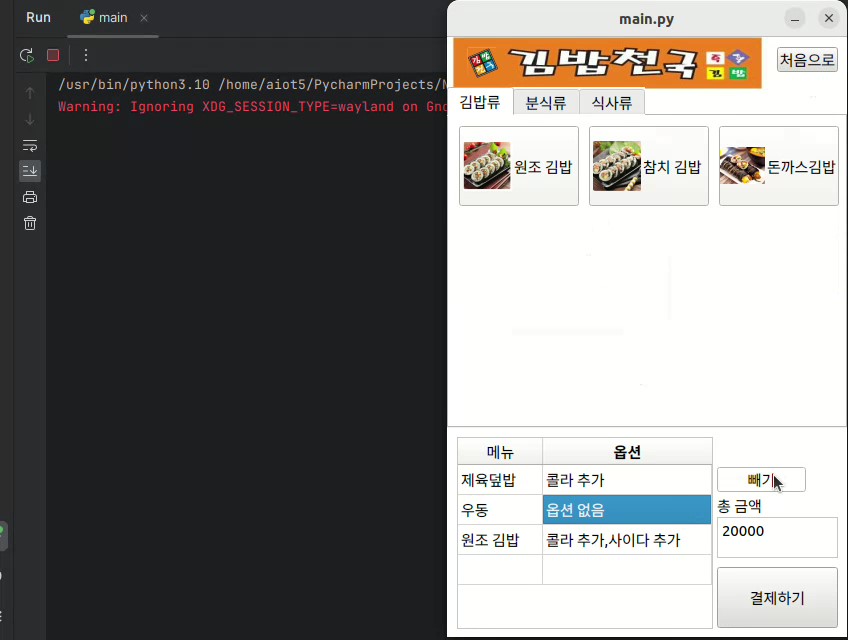 Run
main
/usr/bin/python3.10 /home/aiot5/PycharmProjects/
Warning: Ignoring XDG_SESSION_TYPE=wayland on Gno
main.py
김밥천국
처음으로
김밥류 분식류 식사류
원조 김밥 참치 김밥 돈까스김밥
메뉴 옵션
제육덮밥 콜라 추가
우동 옵션 없음
원조 김밥 콜라 추가,사이다 추가
빼기
총 금액
20000
결제하기